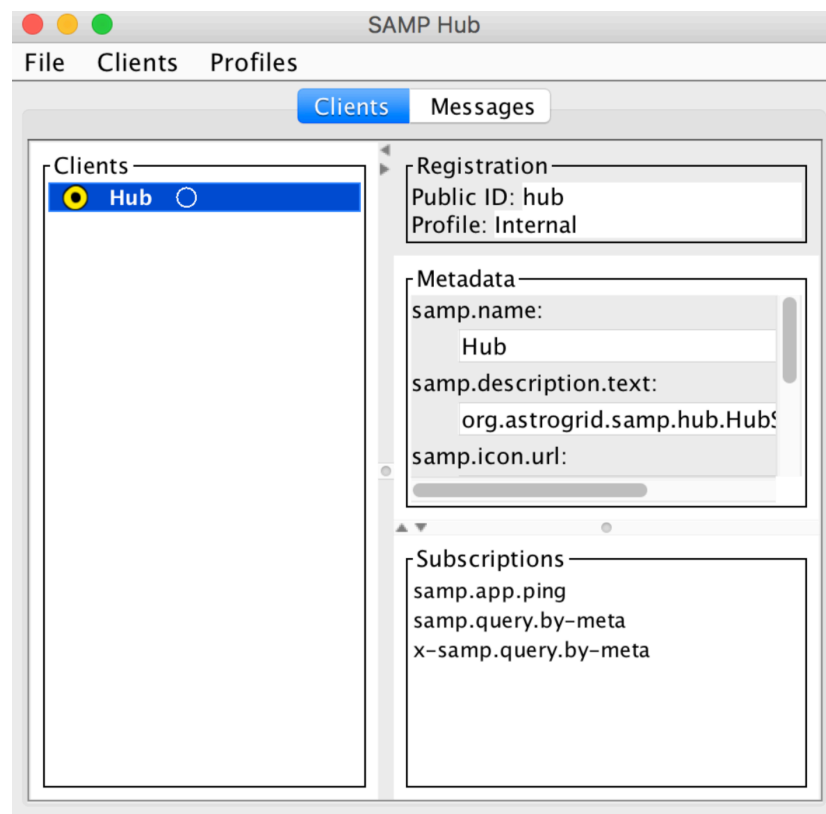 SAMP Hub
File Clients Profiles
Clients Messages
Clients
Hub
Registration
Public ID: hub
Profile: Internal
Metadata
samp.name:
Hub
samp.description.text:
org.astrogrid.samp.hub.HubS
samp.icon.url:
Subscriptions
samp.app.ping
samp.query.by-meta
x-samp.query.by-meta